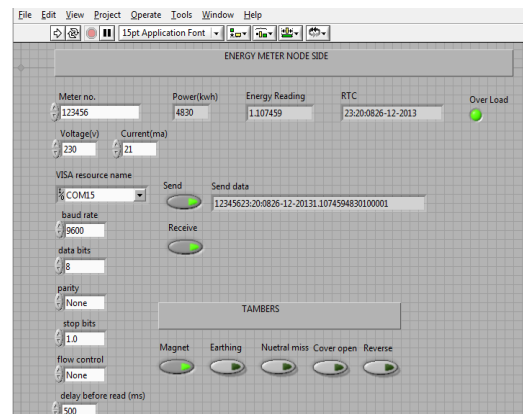 File Edit View Project Operate Tools Window Help
15pt Application Font
ENERGY METER NODE SIDE
Meter no. Power(kwh) Energy Reading RTC Over Load
123456 4830 1.107459 23:20:0826-12-2013
Voltage(v) Current(ma)
230 21
VISA resource name
Send Send data
COM15 12345623:20:0826-12-20131.1074594830100001
baud rate
9600 Receive
data bits
8
parity
None TAMBERS
stop bits
1.0
Magnet Earthing Nuetral miss Cover open Reverse
flow control
None
delay before read (ms)
500